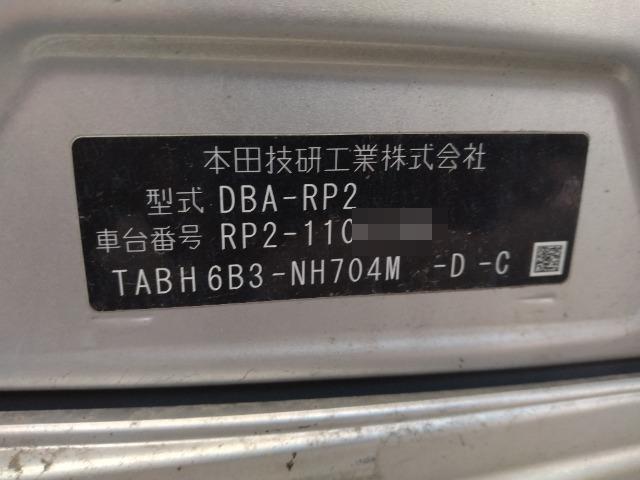 本田技研工業株式会社
型式 DBA-RP2
車台番号 RP2-110
TABH6B3-NH704M -D -C